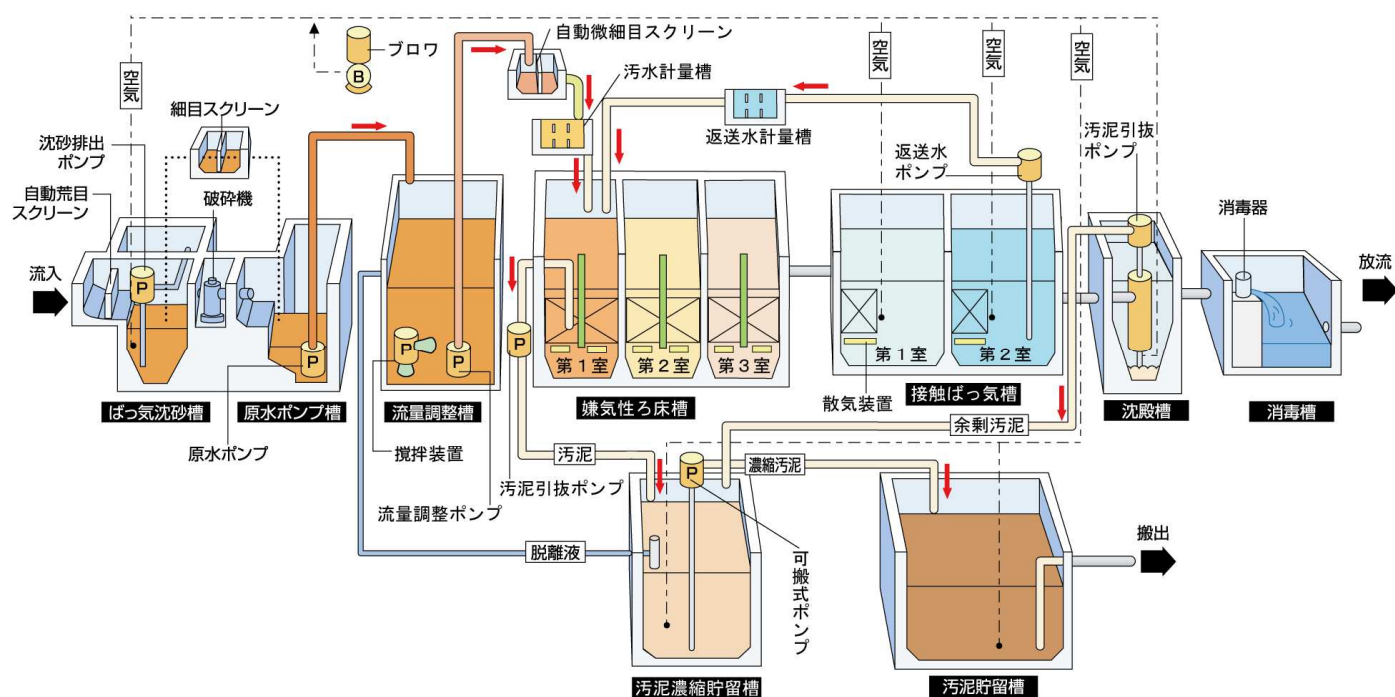 空気
ブロワ
B
自動微細目スクリーン
汚水計量槽
空気
空気
空気
返送水計量槽
細目スクリーン
沈砂排出
ポンプ
自動荒目
スクリーン
破砕機
返送水
ポンプ
汚泥引抜
ポンプ
消毒器
流入
放流
P
P
P
P
P
第1室
第2室
第3室
第1室
第2室
ばっ気沈砂槽
原水ポンプ槽
流量調整槽
嫌気性ろ床槽
散気装置
接触ばっ気槽
沈殿槽
消毒槽
原水ポンプ
撹拌装置
汚泥
余剰汚泥
汚泥引抜ポンプ
流量調整ポンプ
P
濃縮汚泥
脱離液
可搬式ポンプ
搬出
汚泥濃縮貯留槽
汚泥貯留槽